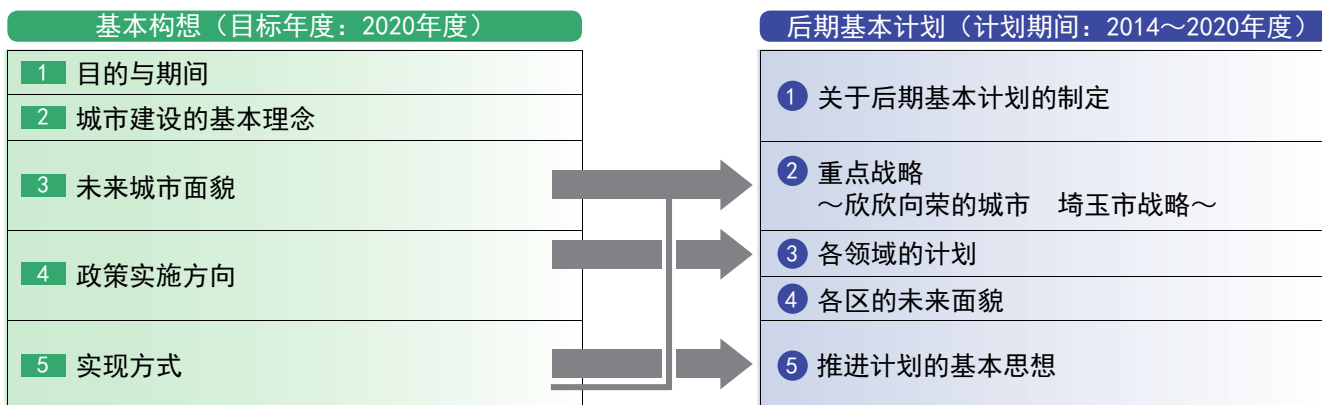 基本构想（目标年度：2020年度）
1 目的与期间
2 城市建设的基本理念
3 未来城市面貌
4 政策实施方向
5 实现方式
后期基本计划（计划期间：2014～2020年度）
1 关于后期基本计划的制定
2 重点战略
～欣欣向荣的城市　埼玉市战略～
3 各领域的计划
4 各区的未来面貌
5 推进计划的基本思想